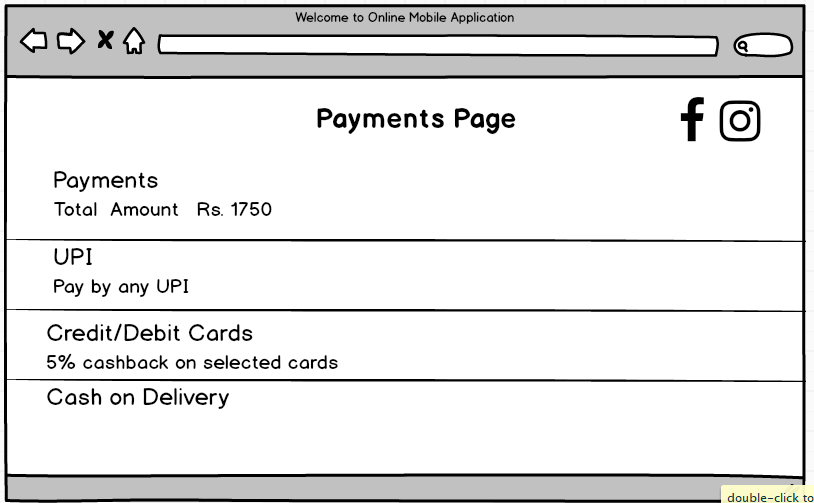 Welcome to Online Mobile Application
Payments Page
Payments
Total Amount Rs. 1750
UPI
Pay by any UPI
Credit/Debit Cards
5% cashback on selected cards
Cash on Delivery
double-click to